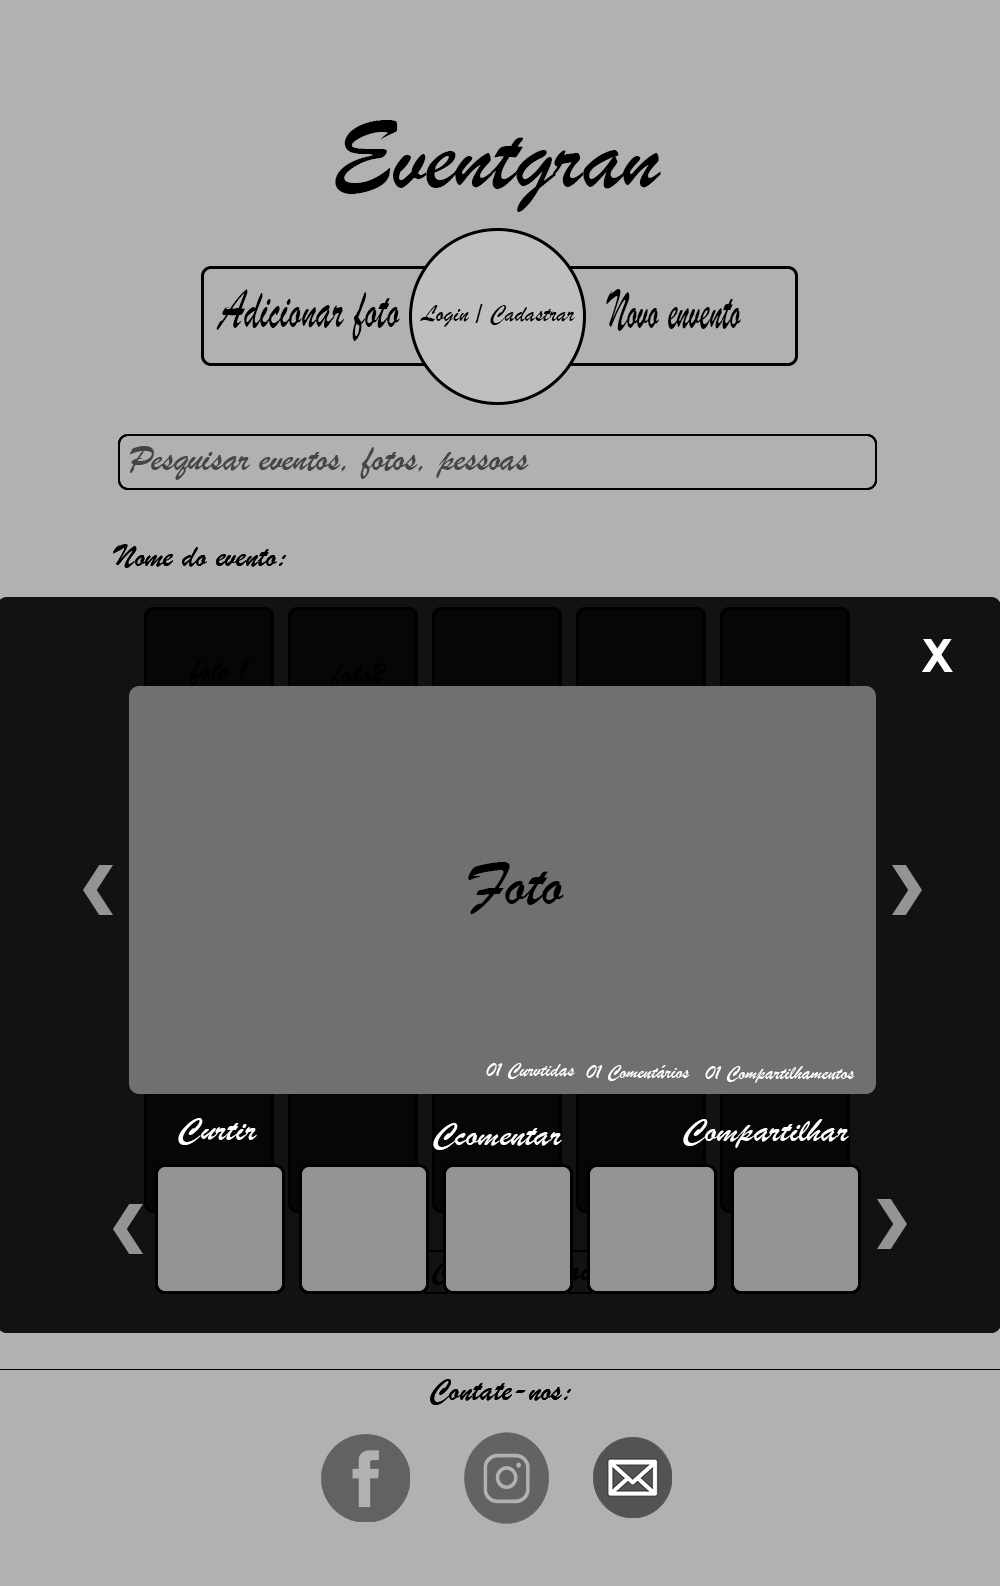 Eventgran
Adicionar foto
Login / Cadastrar
Novo envento
Pesquisar eventos, fotos, pessoas
Nome do evento:
foto 1
foto2
X
Foto
01 Curvtidas
01 Comentários
01 Compartilhamentos
Curtir
Ccomentar
Compartilhar
Contate-nos: